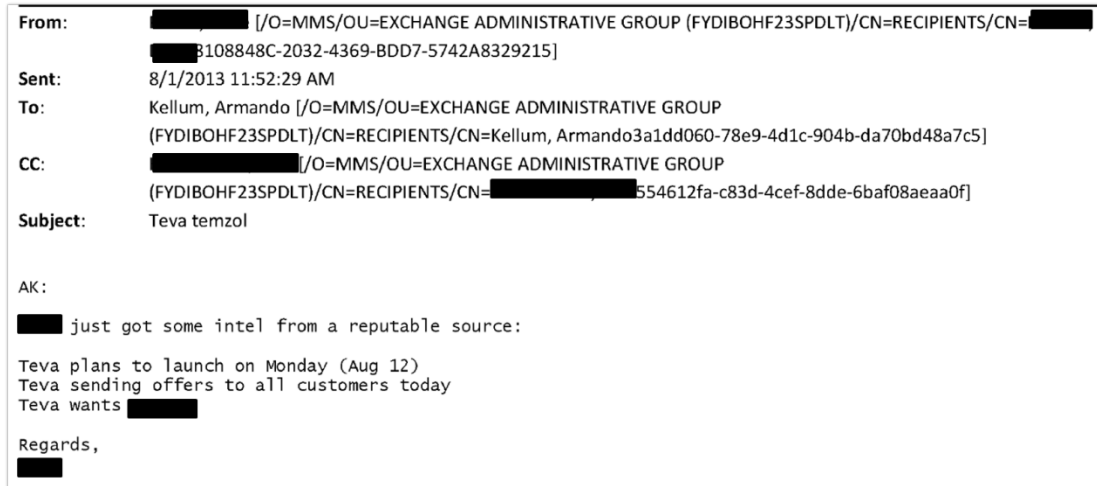 From: [/O=MMS/OU=EXCHANGE ADMINISTRATIVE GROUP (FYDIBOHF23SPDLT)/CN=RECIPIENTS/CN=
8108848C-2032-4369-BDD7-5742A8329215]
Sent: 8/1/2013 11:52:29 AM
To: Kellum, Armando [/O=MMS/OU=EXCHANGE ADMINISTRATIVE GROUP
(FYDIBOHF23SPDLT)/CN=RECIPIENTS/CN=Kellum, Armando3a1dd060-78e9-4d1c-904b-da70bd48a7c5]
CC: [/O=MMS/OU=EXCHANGE ADMINISTRATIVE GROUP
(FYDIBOHF23SPDLT)/CN=RECIPIENTS/CN= 554612fa-c83d-4cef-8dde-6baf08aeaa0f]
Subject: Teva temzol
AK:
just got some intel from a reputable source:
Teva plans to launch on Monday (Aug 12)
Teva sending offers to all customers today
Teva wants
Regards,